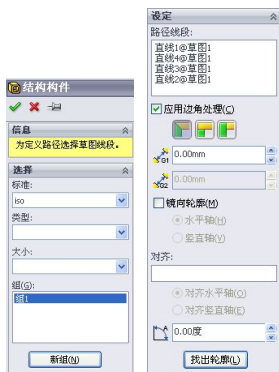 结构构件
信息
为定义路径选择草图线段。
选择
标准:
iso
类型:
大小:
组(G):
组1
新组(N)
设定
路径线段:
直线1@草图1
直线4@草图1
直线3@草图1
直线2@草图1
应用边角处理(C)
G1
0.00mm
G2
0.00mm
镜向轮廓(M)
水平轴(H)
竖直轴(V)
对齐:
对齐水平轴(O)
对齐竖直轴(E)
0.00度
找出轮廓(L)